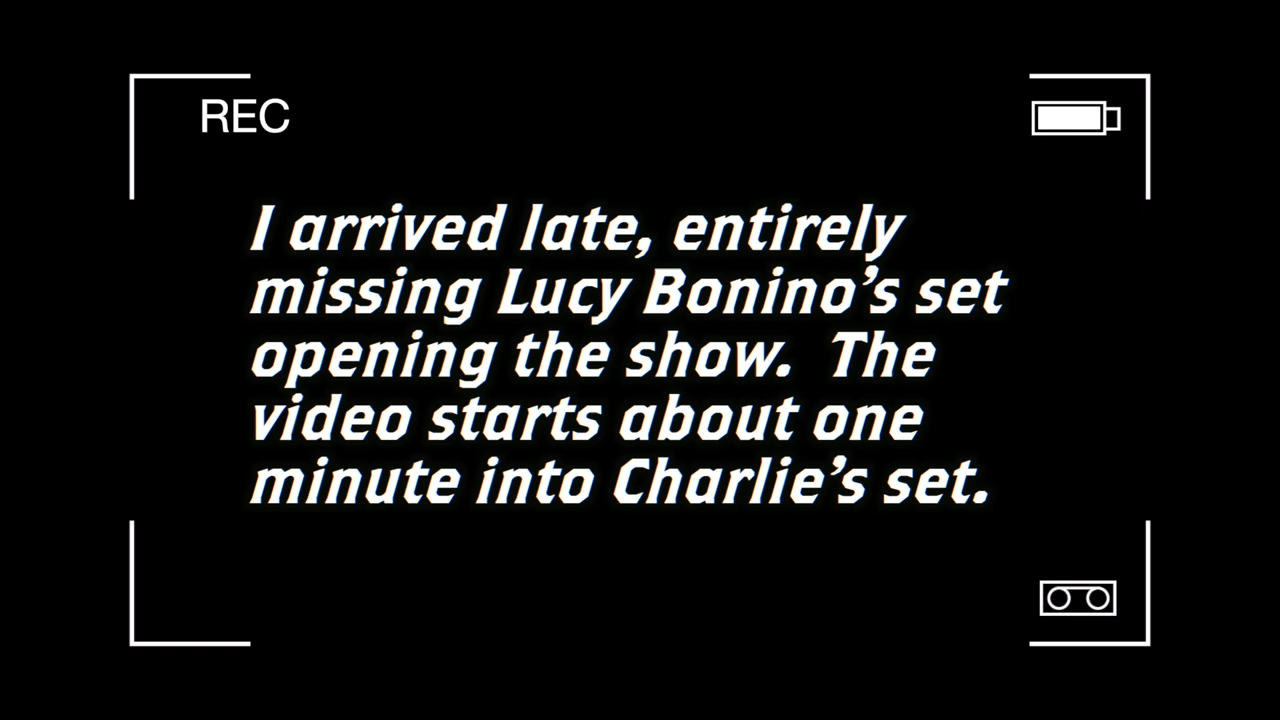 REC
I arrived late, entirely
missing Lucy Bonino’s set
opening the show.  The
video starts about one
minute into Charlie’s set.